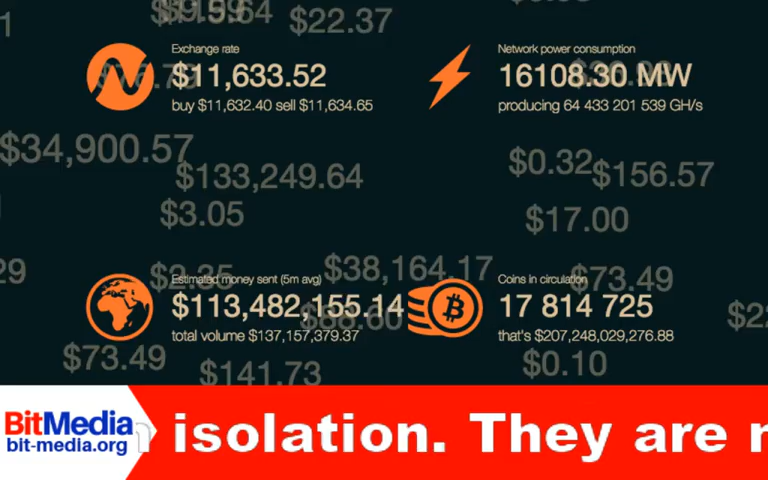 $22.37
Exchange rate
$11,633.52
buy $11,632.40 sell $11,634.65
Network power consumption
16108.30 MW
producing 64 433 201 539 GH/s
$34,900.57
$133,249.64
$3.05
$0.32
$156.57
$17.00
$2.35
$38,164.17
$73.49
Estimated money sent (5m avg)
$113,482,155.14
total volume $137,157,379.37
Coins in circulation
17 814 725
that's $207,248,029,276.88
$73.49
$141.73
$0.10
BitMedia
bit-media.org
isolation. They are